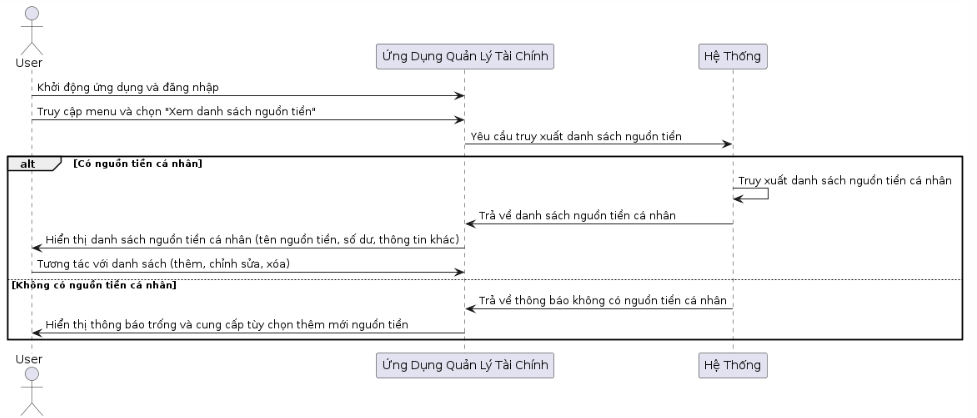 User
Ứng Dụng Quản Lý Tài Chính
Hệ Thống
Khởi động ứng dụng và đăng nhập
Truy cập menu và chọn "Xem danh sách nguồn tiền"
Yêu cầu truy xuất danh sách nguồn tiền
alt
[Có nguồn tiền cá nhân]
Truy xuất danh sách nguồn tiền cá nhân
Trả về danh sách nguồn tiền cá nhân
Hiển thị danh sách nguồn tiền cá nhân (tên nguồn tiền, số dư, thông tin khác)
Tương tác với danh sách (thêm, chỉnh sửa, xóa)
[Không có nguồn tiền cá nhân]
Trả về thông báo không có nguồn tiền cá nhân
Hiển thị thông báo trống và cung cấp tùy chọn thêm mới nguồn tiền
User
Ứng Dụng Quản Lý Tài Chính
Hệ Thống